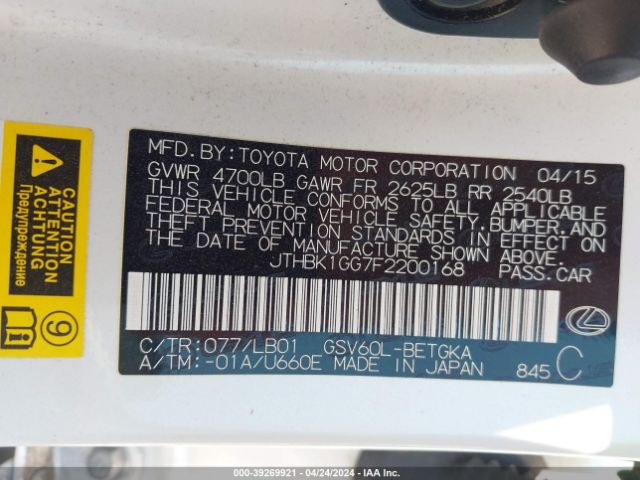 MFD. BY: TOYOTA MOTOR CORPORATION 04/15
GVWR 4700LB GAWR FR 2625LB RR 2540LB
THIS VEHICLE CONFORMS TO ALL APPLICABLE
FEDERAL MOTOR VEHICLE SAFETY, BUMPER, AND
THEFT PREVENTION STANDARDS IN EFFECT ON
THE DATE OF MANUFACTURE SHOWN ABOVE.
JTHBK1GG7F2200168 PASS.CAR
C/TR:077/LB01 GSV60L-BETGKA
A/TM:-01A/U660E MADE IN JAPAN 845 C
CAUTION
ACHTUNG
ATTENTION
Предупреждение
9
000-39269921 - 04/24/2024 - IAA Inc.